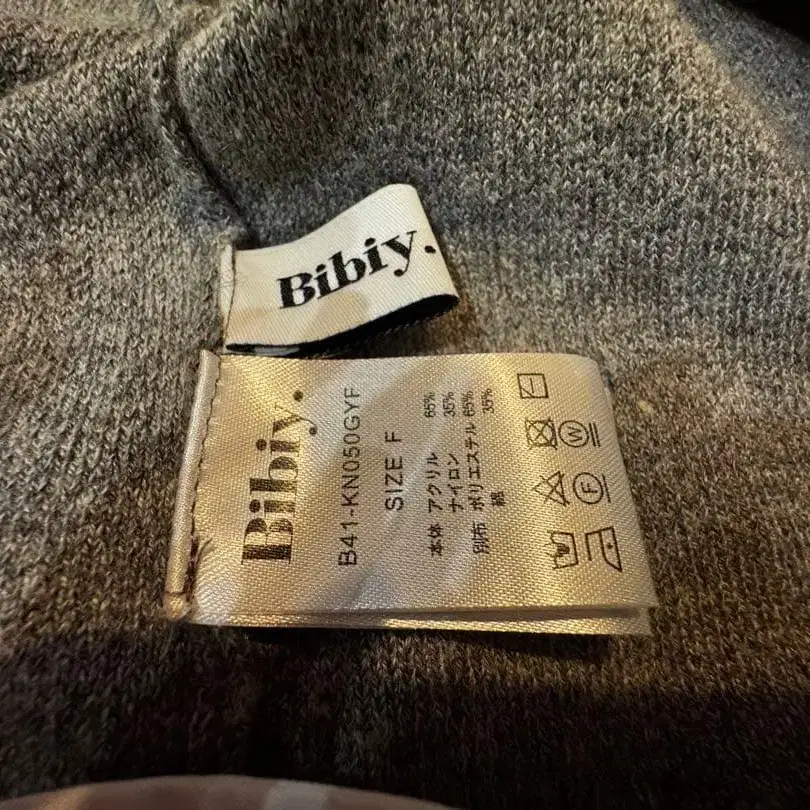 Bibiy.
Bibiy.
B41-KN050GYF
SIZE F
本体 アクリル 65%
ナイロン 35%
別布 ポリエステル 65%
綿 35%
W
F